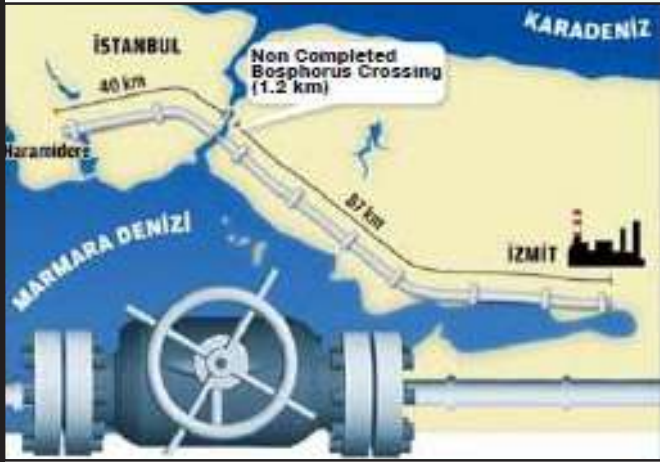 KARADENİZ
İSTANBUL
Non Completed
Bosphorus Crossing
(1.2 km)
40 km
Haramidere
87 km
MARMARA DENİZİ
İZMİT